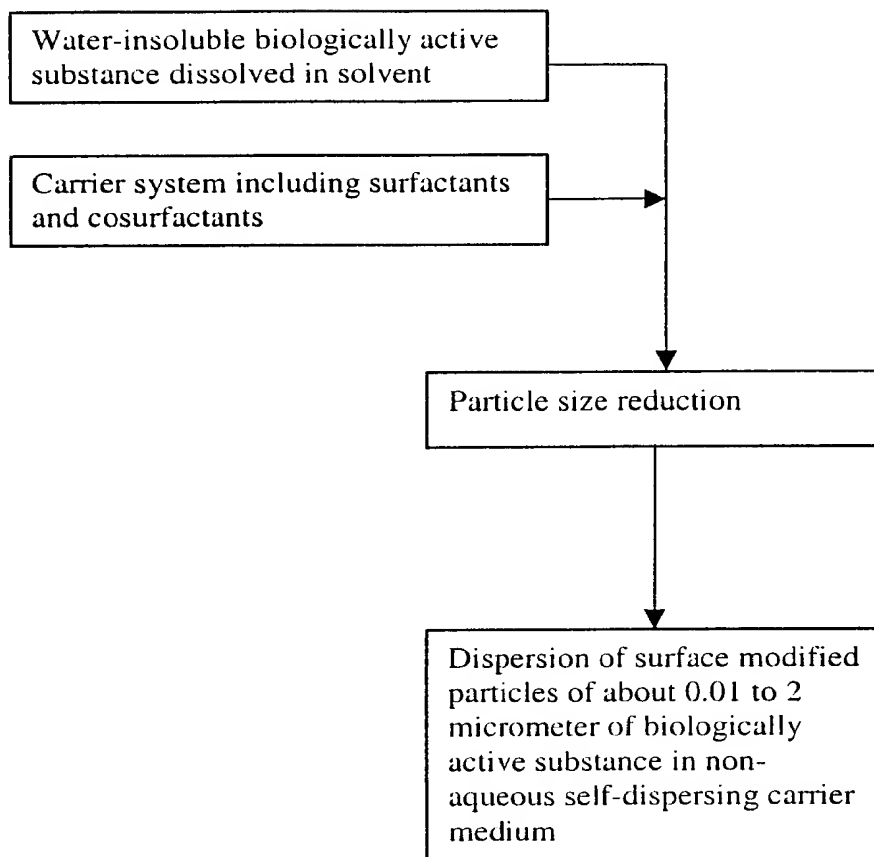 Water-insoluble biologically active
substance dissolved in solvent
Carrier system including surfactants
and cosurfactants
Particle size reduction
Dispersion of surface modified
particles of about 0.01 to 2
micrometer of biologically
active substance in non-
aqueous self-dispersing carrier
medium